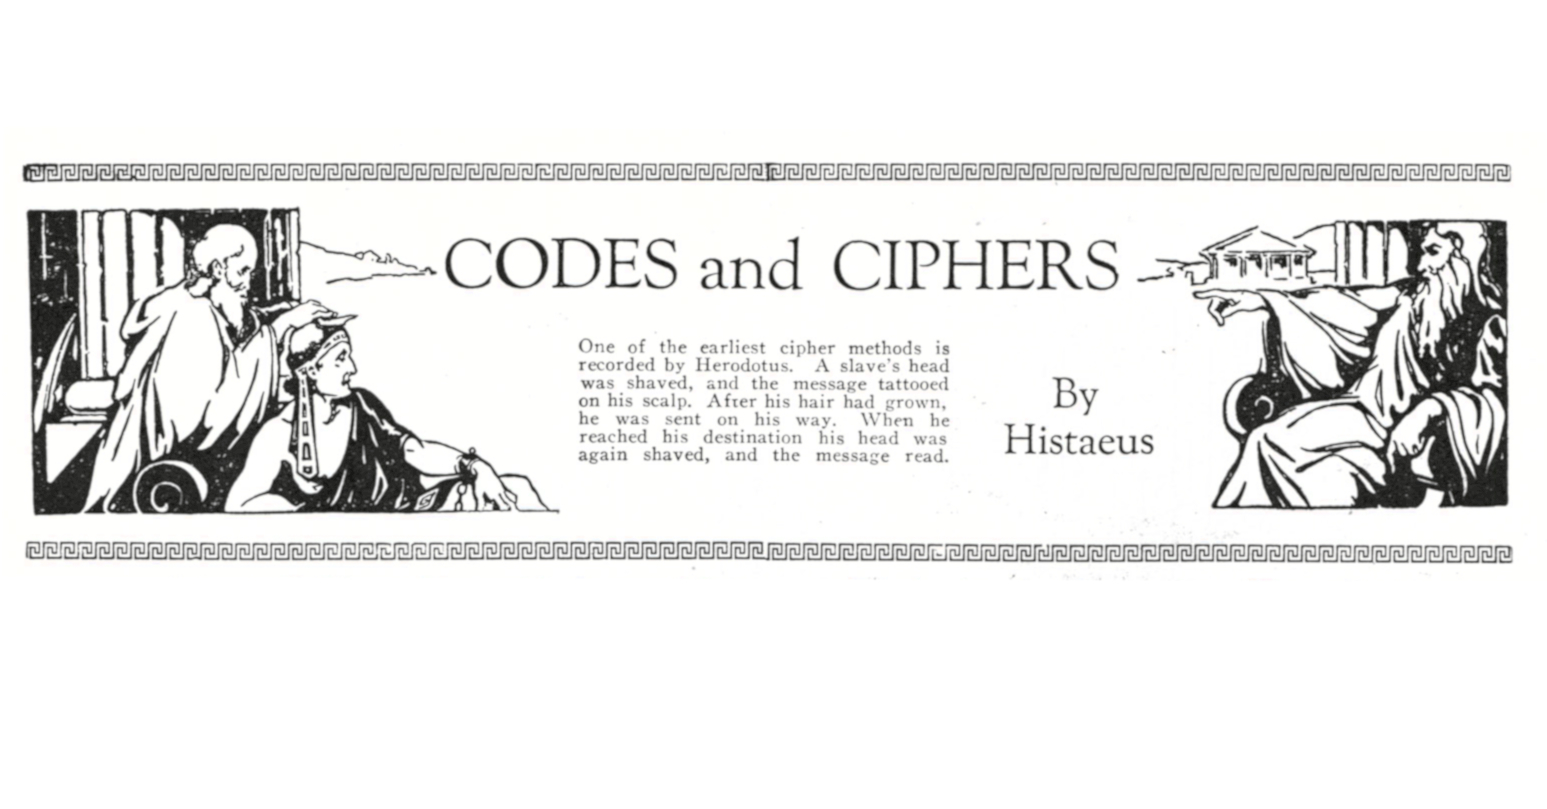 CODES and CIPHERS
One of the earliest cipher methods is
recorded by Herodotus. A slave's head
was shaved, and the message tattooed
on his scalp. After his hair had grown,
he was sent on his way. When he
reached his destination his head was
again shaved, and the message read.
By
Histaeus